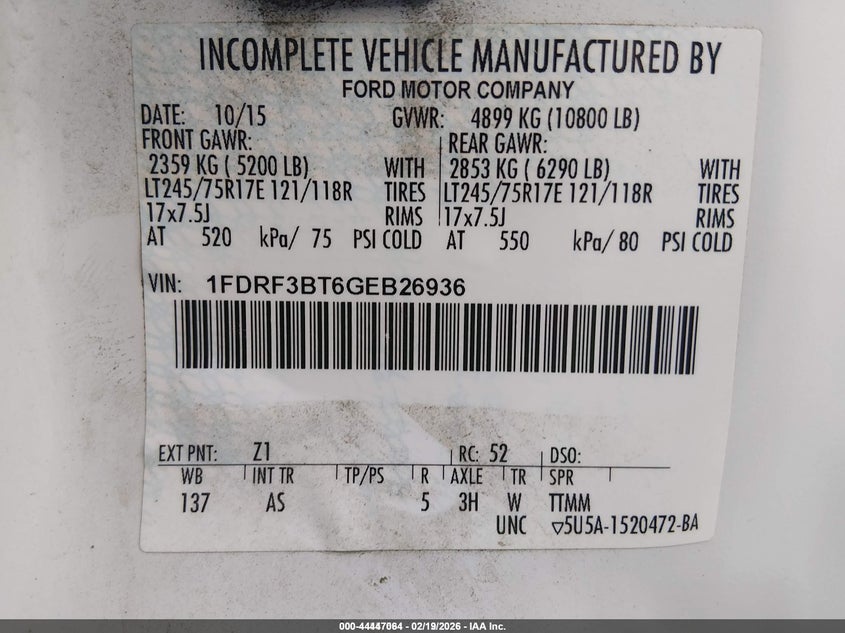 INCOMPLETE VEHICLE MANUFACTURED BY
FORD MOTOR COMPANY
DATE: 10/15 GVWR: 4899 KG (10800 LB)
FRONT GAWR: REAR GAWR:
2359 KG ( 5200 LB) WITH 2853 KG ( 6290 LB) WITH
LT245/75R17E 121/118R TIRES LT245/75R17E 121/118R TIRES
17x7.5J RIMS 17x7.5J RIMS
AT 520 kPa/ 75 PSI COLD AT 550 kPa/ 80 PSI COLD
VIN: 1FDRF3BT6GEB26936
EXT PNT: Z1 RC: 52 DSO:
WB INT TR TP/PS R AXLE TR SPR
137 AS 5 3H W TTMM
UNC ▽5U5A-1520472-BA
000-44447064 - 02/19/2026 - IAA Inc.